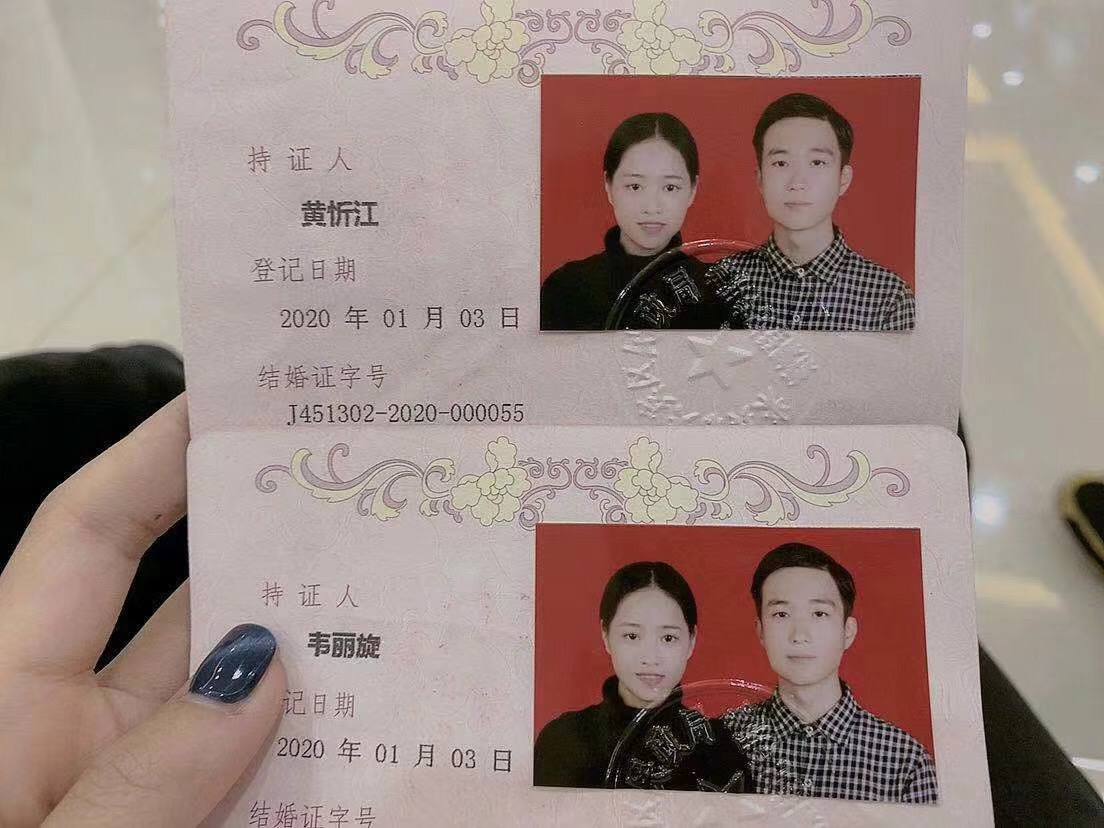 持证人
黄忻江
登记日期
2020 年 01 月 03 日
结婚证字号
J451302-2020-000055
持证人
韦丽旋
记日期
2020 年 01 月 03 日
结婚证字号